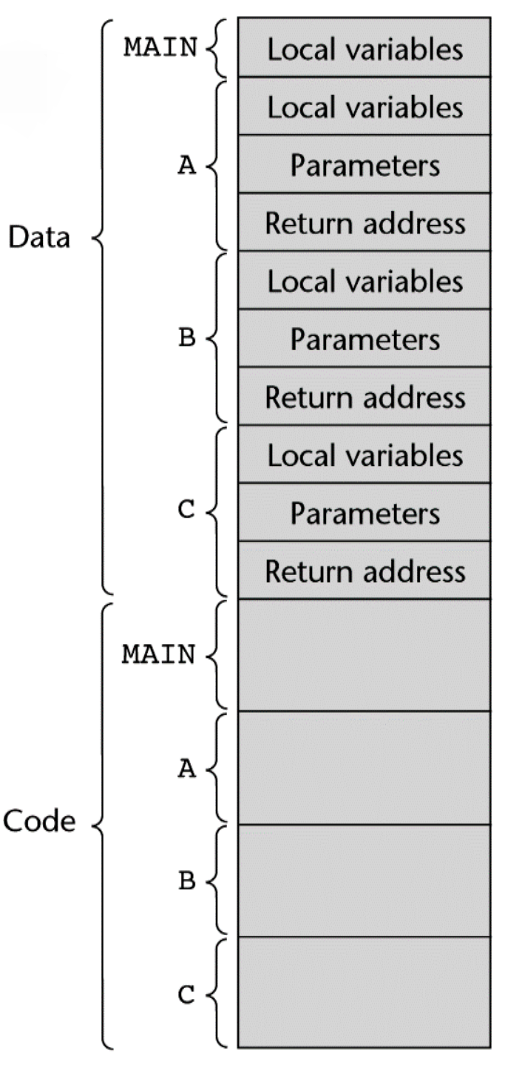 MAIN
Local variables
Local variables
A
Parameters
Return address
Data
Local variables
B
Parameters
Return address
Local variables
C
Parameters
Return address
MAIN
A
Code
B
C